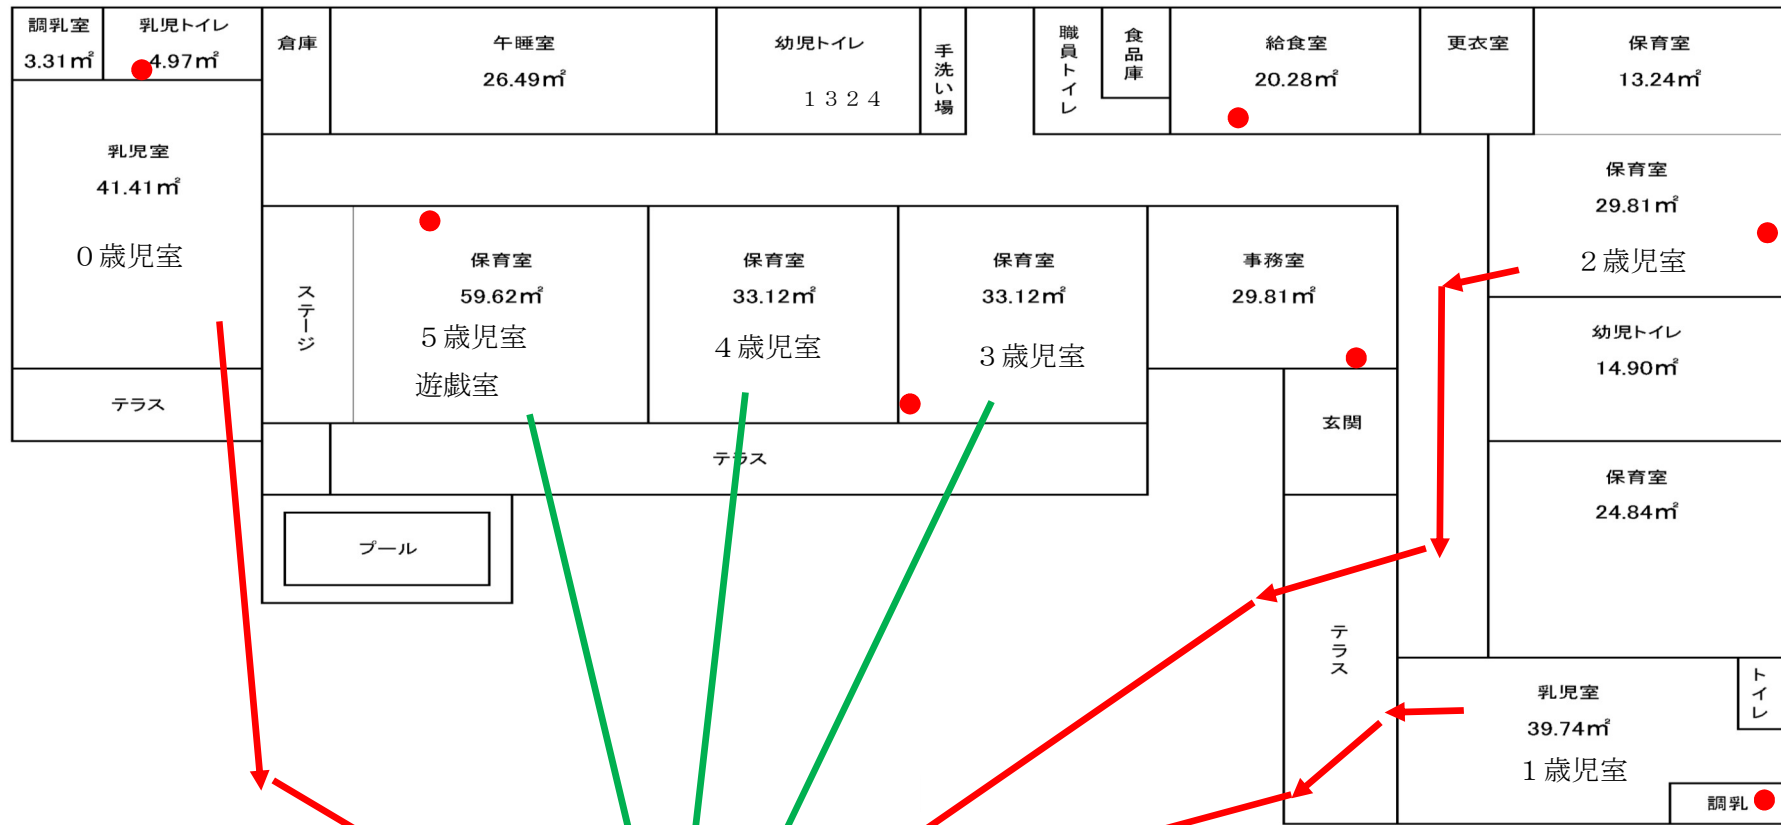 調乳室
3.31㎡
乳児トイレ
4.97㎡
倉庫
午睡室
26.49㎡
幼児トイレ
１３２４
手洗い場
職員トイレ
食品庫
給食室
20.28㎡
更衣室
保育室
13.24㎡
乳児室
41.41㎡
０歳児室
テラス
ステージ
保育室
59.62㎡
５歳児室
遊戯室
保育室
33.12㎡
４歳児室
保育室
33.12㎡
３歳児室
事務室
29.81㎡
保育室
29.81㎡
２歳児室
幼児トイレ
14.90㎡
玄関
テラス
保育室
24.84㎡
プール
テラス
乳児室
39.74㎡
１歳児室
トイレ
調乳